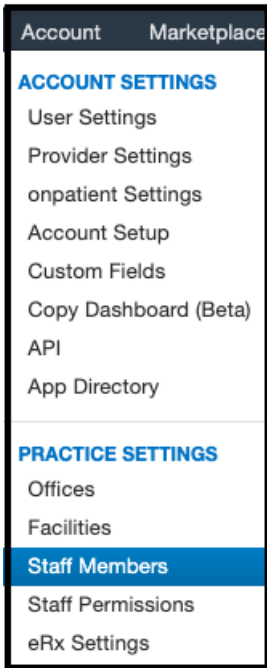 Account Marketplace
ACCOUNT SETTINGS
User Settings
Provider Settings
onpatient Settings
Account Setup
Custom Fields
Copy Dashboard (Beta)
API
App Directory
PRACTICE SETTINGS
Offices
Facilities
Staff Members
Staff Permissions
eRx Settings